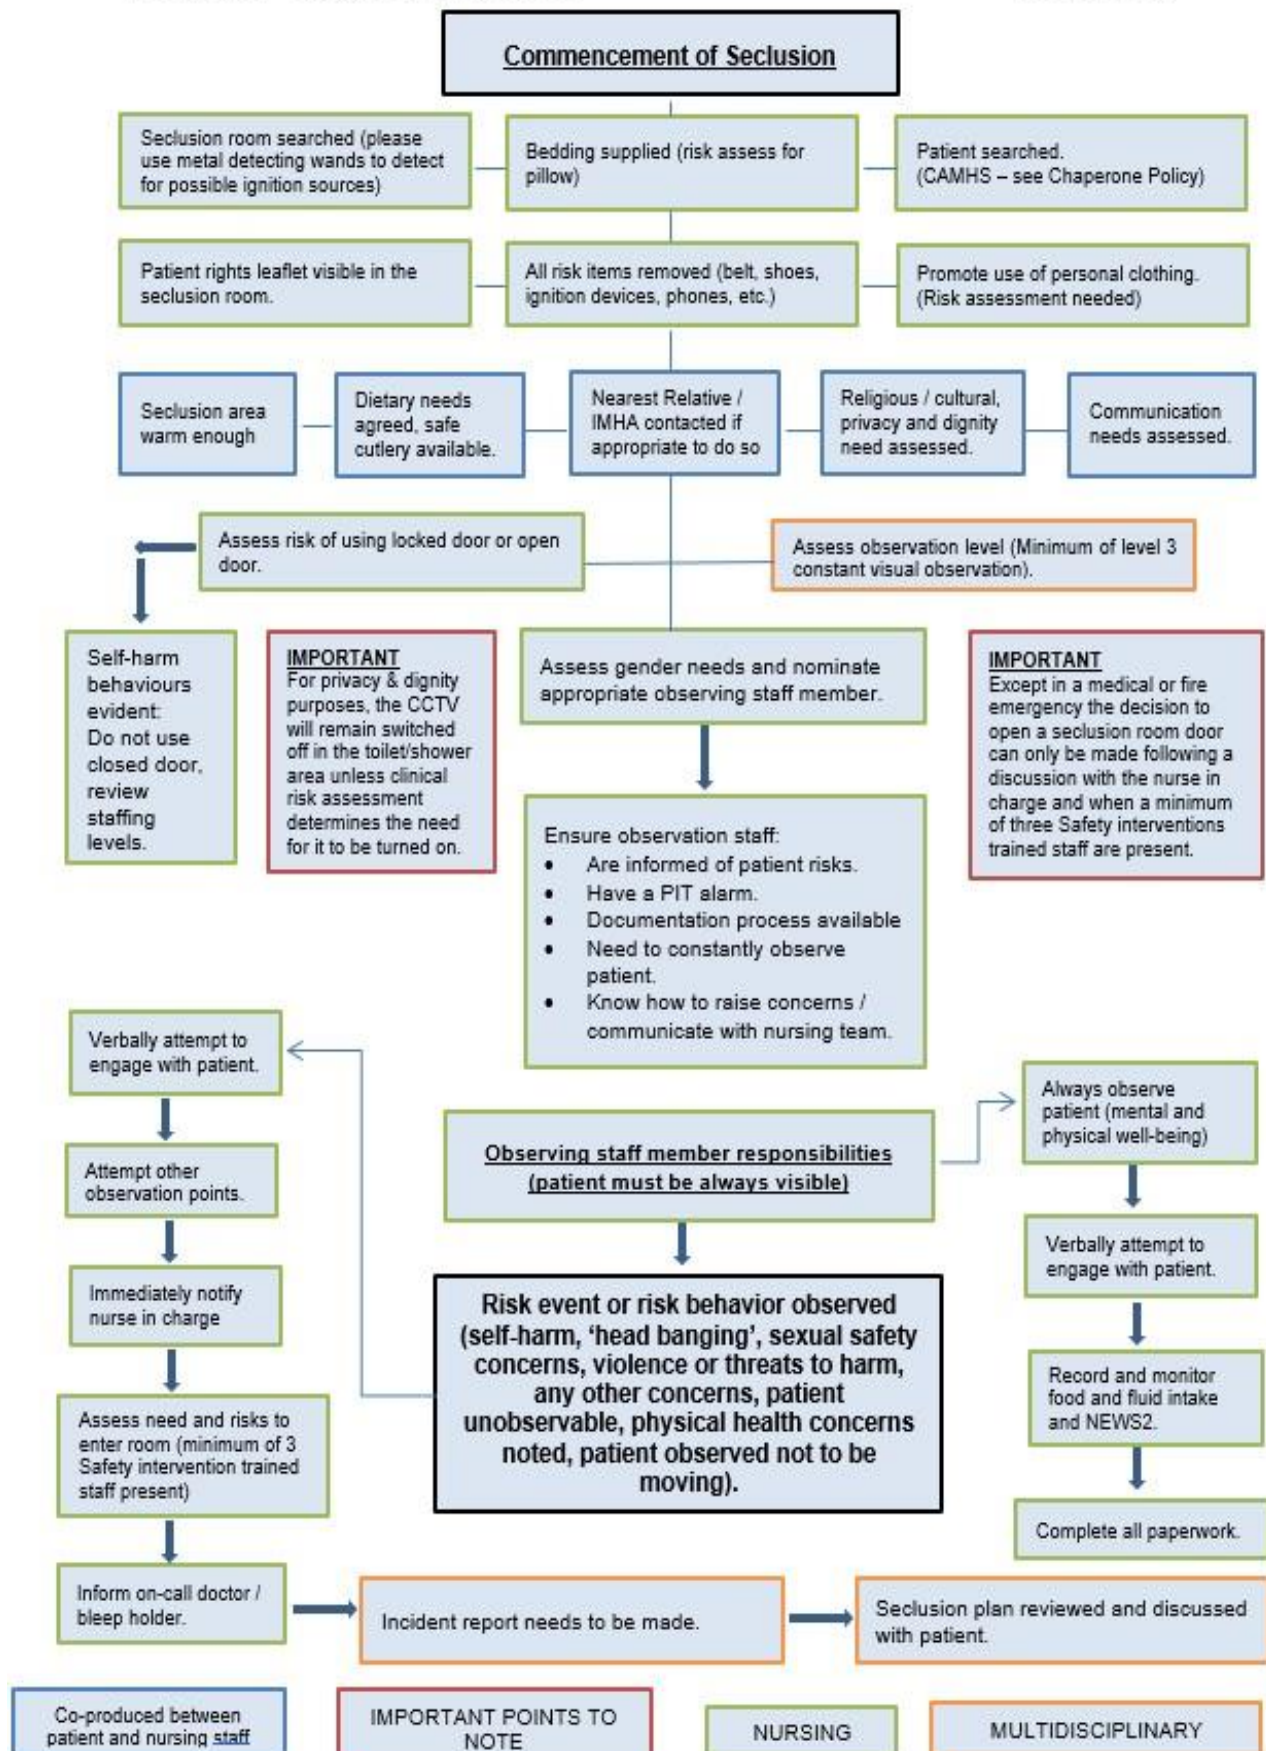 Commencement of Seclusion
Seclusion room searched (please
use metal detecting wands to detect
for possible ignition sources)
Bedding supplied (risk assess for
pillow)
Patient searched.
(CAMHS – see Chaperone Policy)
Patient rights leaflet visible in the
seclusion room.
All risk items removed (belt, shoes,
ignition devices, phones, etc.)
Promote use of personal clothing.
(Risk assessment needed)
Seclusion area
warm enough
Dietary needs
agreed, safe
cutlery available.
Nearest Relative /
IMHA contacted if
appropriate to do so
Religious / cultural,
privacy and dignity
need assessed.
Communication
needs assessed.
Assess risk of using locked door or open
door.
Assess observation level (Minimum of level 3
constant visual observation).
Self-harm
behaviours
evident:
Do not use
closed door,
review
staffing
levels.
IMPORTANT
For privacy & dignity
purposes, the CCTV
will remain switched
off in the toilet/shower
area unless clinical
risk assessment
determines the need
for it to be turned on.
Assess gender needs and nominate
appropriate observing staff member.
IMPORTANT
Except in a medical or fire
emergency the decision to
open a seclusion room door
can only be made following a
discussion with the nurse in
charge and when a minimum
of three Safety interventions
trained staff are present.
Ensure observation staff:
• Are informed of patient risks.
• Have a PIT alarm.
• Documentation process available
• Need to constantly observe
patient.
• Know how to raise concerns /
communicate with nursing team.
Verbally attempt to
engage with patient.
Attempt other
observation points.
Immediately notify
nurse in charge
Assess need and risks to
enter room (minimum of 3
Safety intervention trained
staff present)
Inform on-call doctor /
bleep holder.
Observing staff member responsibilities
(patient must be always visible)
Risk event or risk behavior observed
(self-harm, ‘head banging’, sexual safety
concerns, violence or threats to harm,
any other concerns, patient
unobservable, physical health concerns
noted, patient observed not to be
moving).
Always observe
patient (mental and
physical well-being)
Verbally attempt to
engage with patient.
Record and monitor
food and fluid intake
and NEWS2.
Complete all paperwork.
Incident report needs to be made.
Seclusion plan reviewed and discussed
with patient.
Co-produced between
patient and nursing staff
IMPORTANT POINTS TO
NOTE
NURSING
MULTIDISCIPLINARY